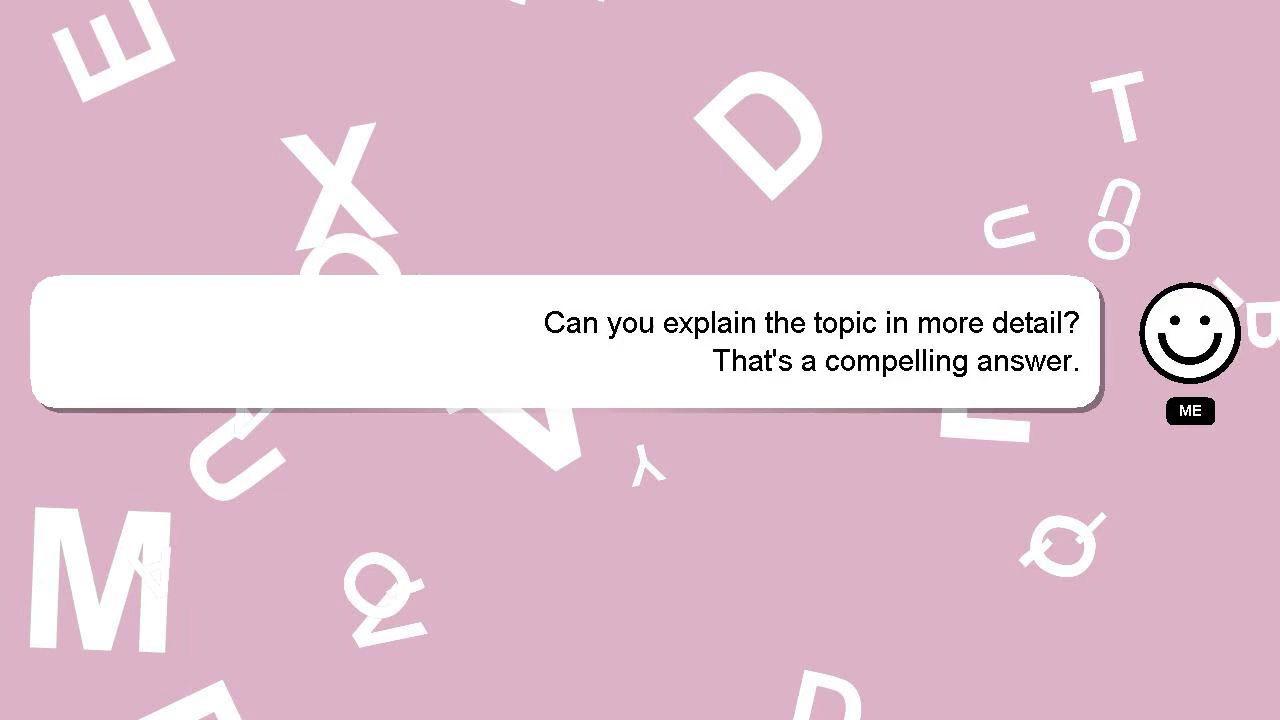 Can you explain the topic in more detail?
That's a compelling answer.
ME